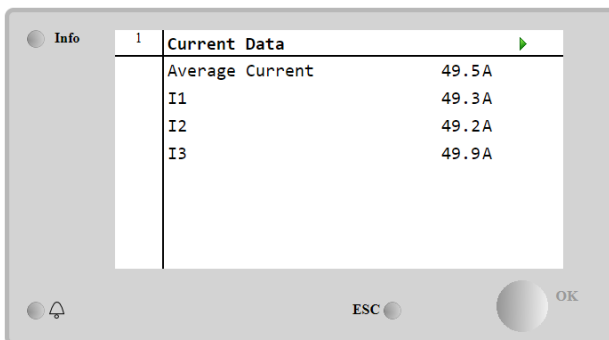 Info
1 Current Data
Average Current 49.5A
I1 49.3A
I2 49.2A
I3 49.9A
ESC
OK